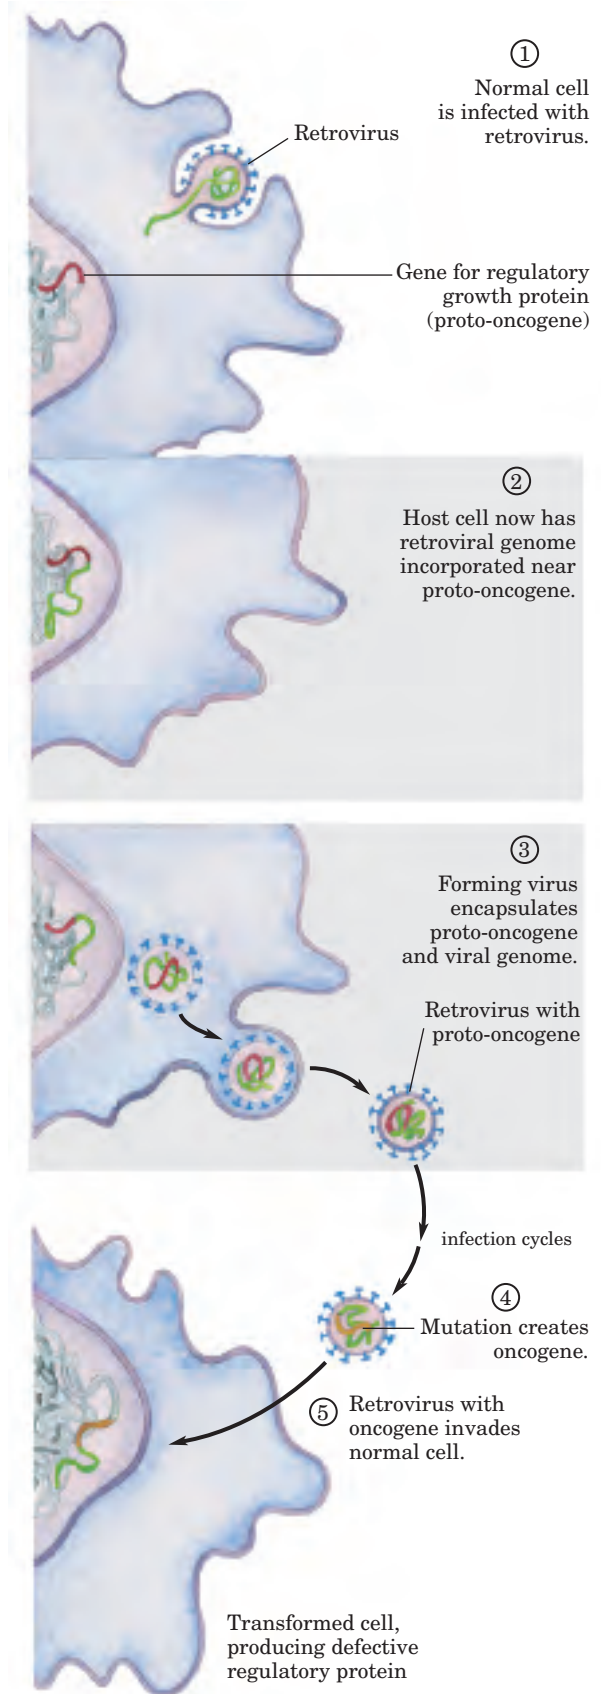 ①
Normal cell
is infected with
retrovirus.
Retrovirus
Gene for regulatory
growth protein
(proto-oncogene)
②
Host cell now has
retroviral genome
incorporated near
proto-oncogene.
③
Forming virus
encapsulates
proto-oncogene
and viral genome.
Retrovirus with
proto-oncogene
infection cycles
④
Mutation creates
oncogene.
⑤ Retrovirus with
oncogene invades
normal cell.
Transformed cell,
producing defective
regulatory protein